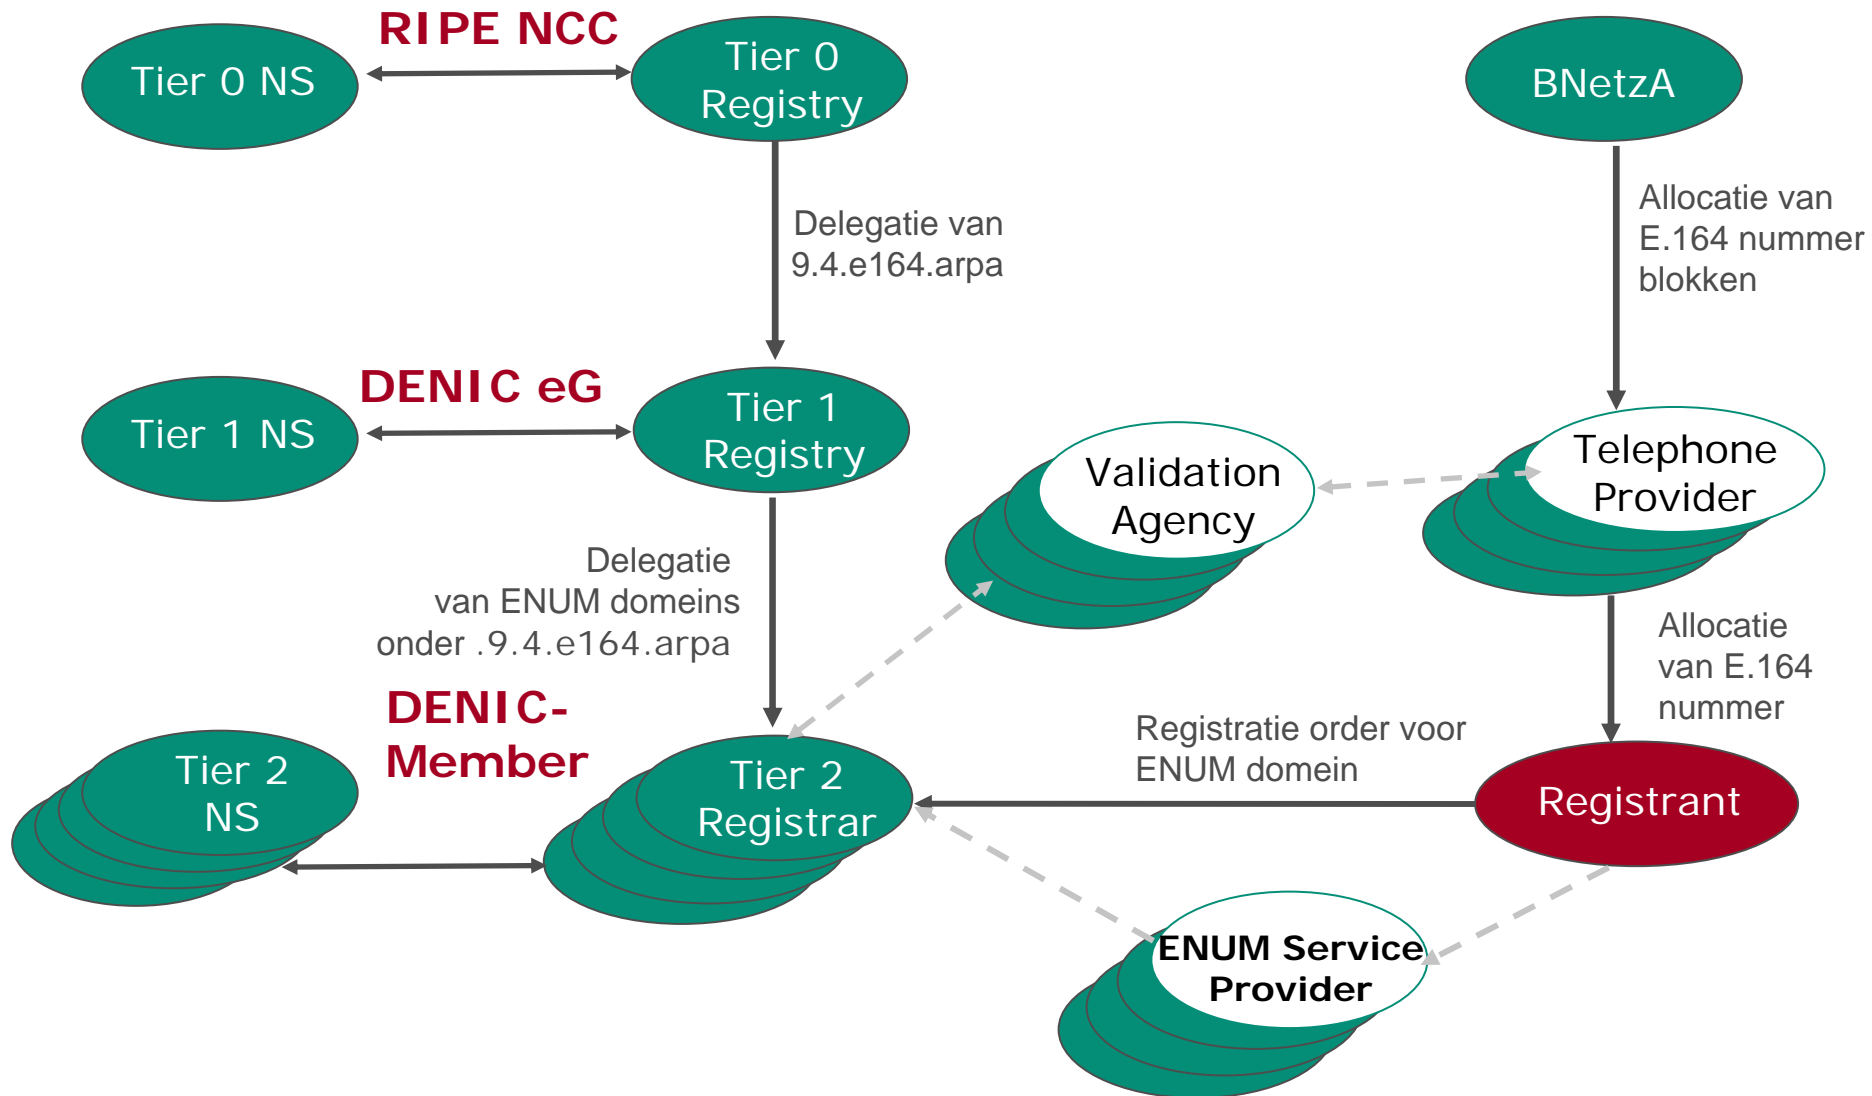 RIPE NCC
Tier 0 NS
Tier 0
Registry
BNetzA
Delegatie van
9.4.e164.arpa
Allocatie van
E.164 nummer
blokken
DENIC eG
Tier 1 NS
Tier 1
Registry
Validation
Agency
Telephone
Provider
Delegatie
van ENUM domeins
onder .9.4.e164.arpa
Allocatie
van E.164
nummer
DENIC-
Member
Tier 2
NS
Tier 2
Registrar
Registratie order voor
ENUM domein
Registrant
ENUM Service
Provider